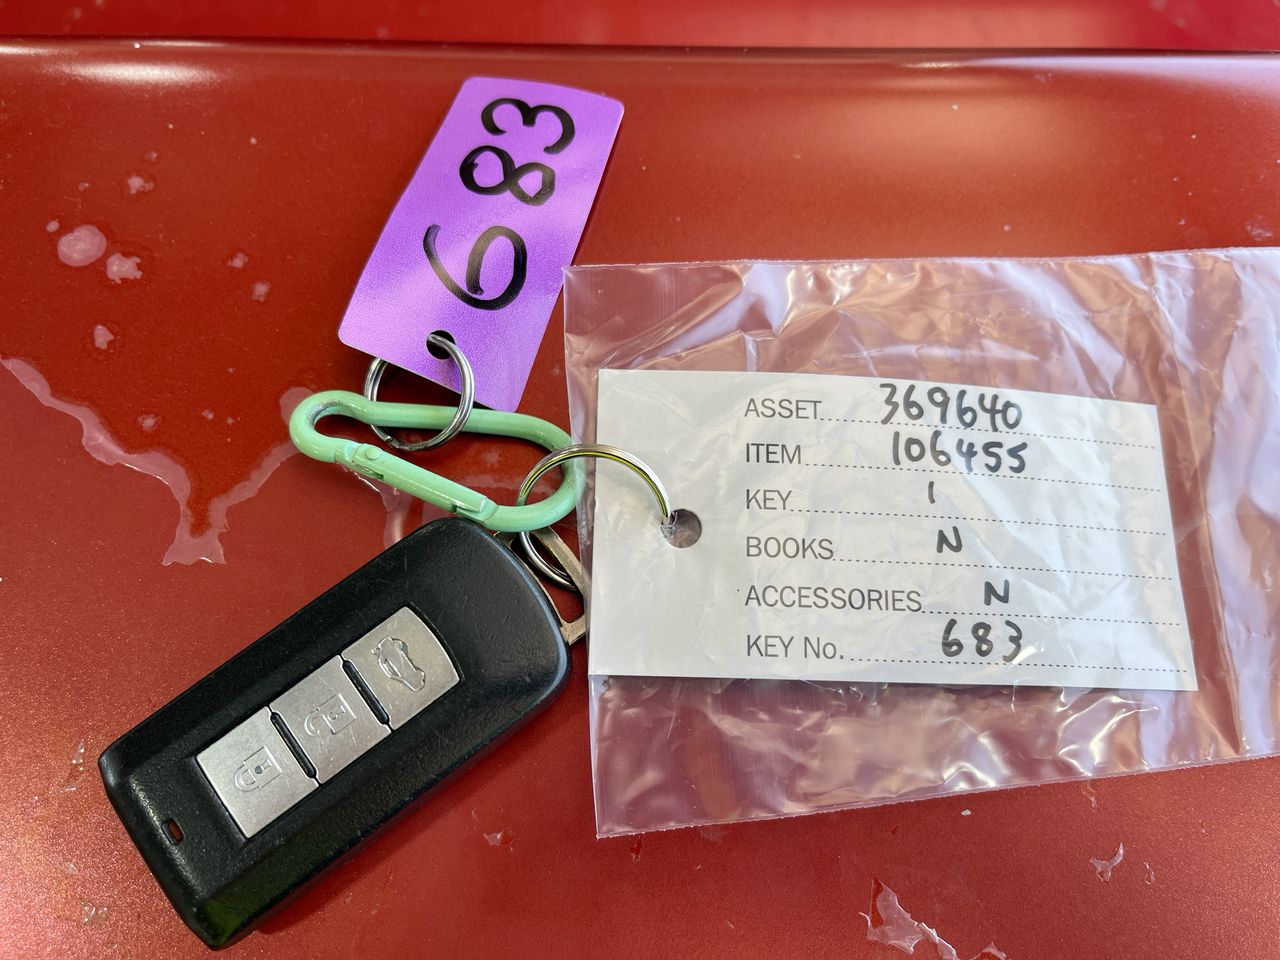 683
ASSET 369640
ITEM 106455
KEY 1
BOOKS N
ACCESSORIES N
KEY No. 683